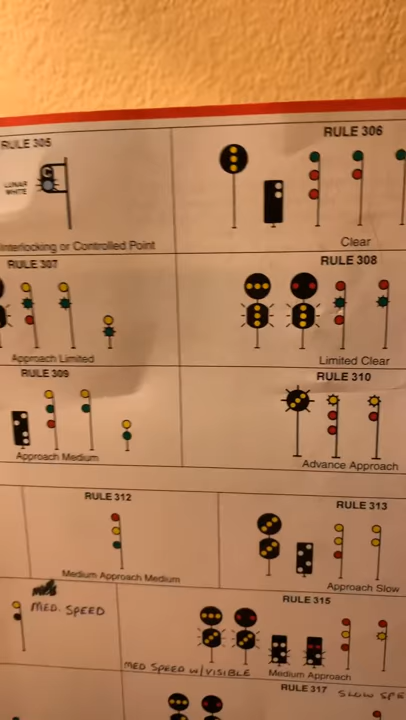 RULE 305
RULE 306
C
LUNAR
WHITE
Interlocking or Controlled Point
Clear
RULE 307
RULE 308
Approach Limited
Limited Clear
RULE 309
RULE 310
Approach Medium
Advance Approach
RULE 312
RULE 313
Medium Approach Medium
Approach Slow
MED. SPEED
RULE 315
MED SPEED W/VISIBLE
Medium Approach
RULE 317
SLOW